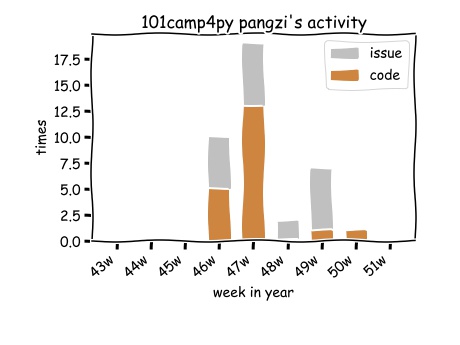 101camp4py pangzi's activity
issue
code
17.5
15.0
12.5
10.0
7.5
5.0
2.5
0.0
times
43w 44w 45w 46w 47w 48w 49w 50w 51w
week in year